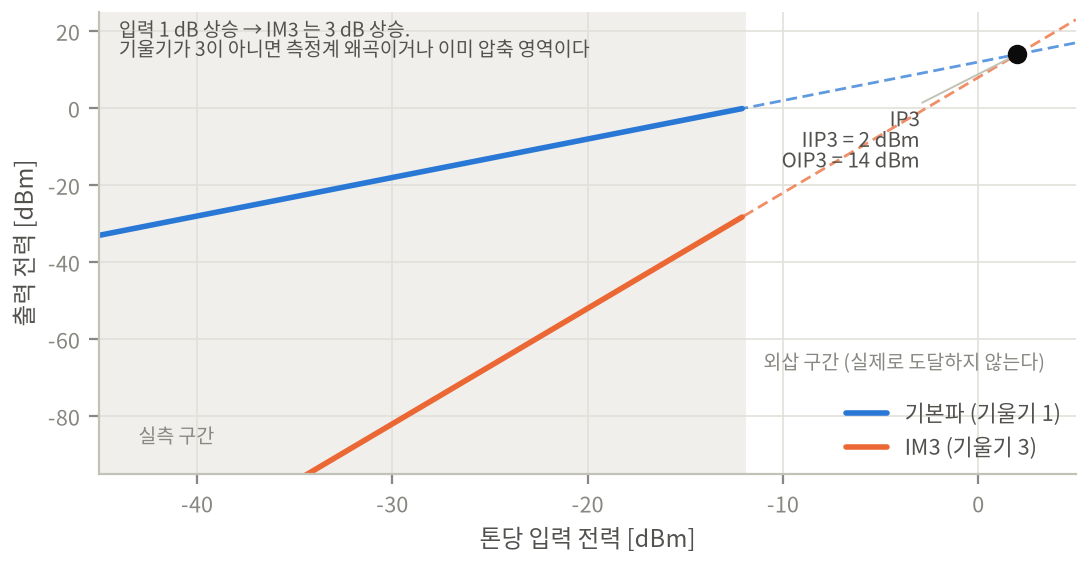 입력 1 dB 상승 → IM3 는 3 dB 상승.
기울기가 3이 아니면 측정계 왜곡이거나 이미 압축 영역이다
20
0
-20
-40
-60
-80
출력 전력 [dBm]
IP3
IIP3 = 2 dBm
OIP3 = 14 dBm
외삽 구간 (실제로 도달하지 않는다)
실측 구간
기본파 (기울기 1)
IM3 (기울기 3)
-40
-30
-20
-10
0
톤당 입력 전력 [dBm]